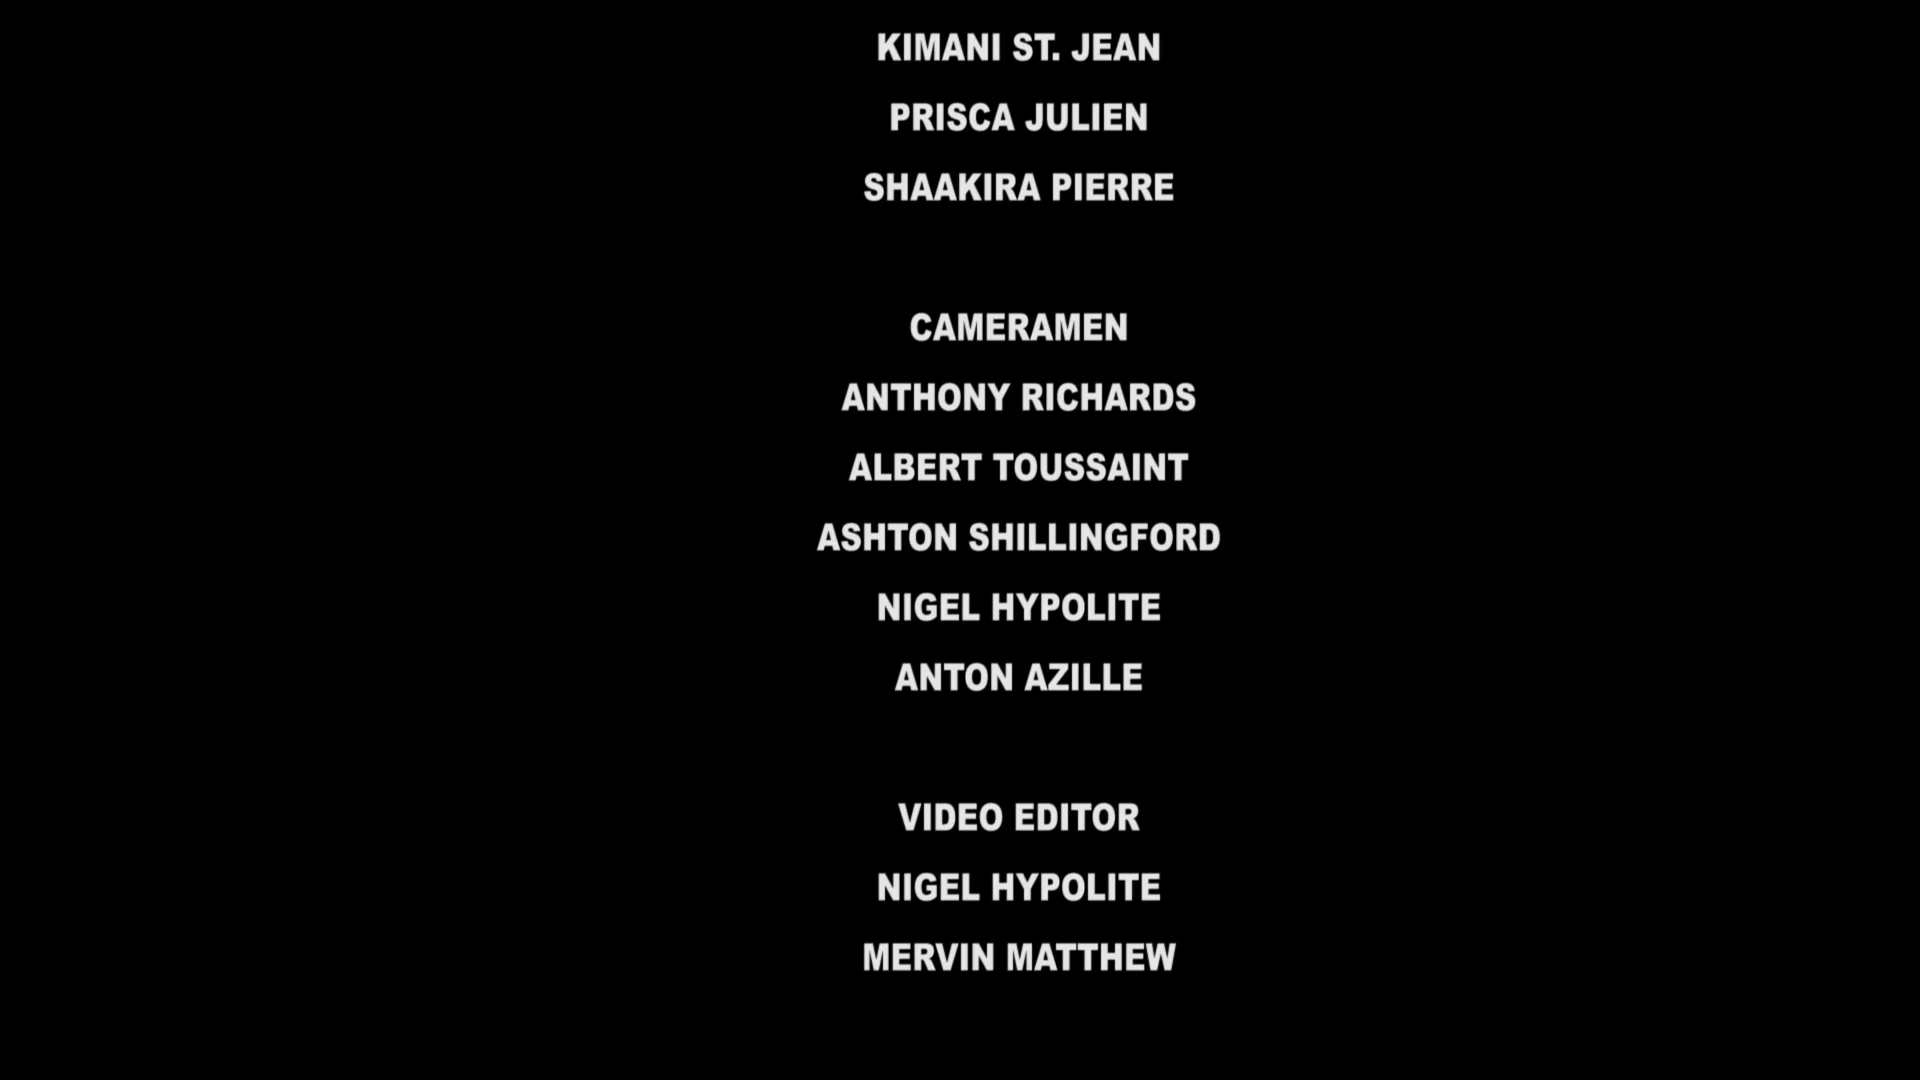 KIMANI ST. JEAN
PRISCA JULIEN
SHAAKIRA PIERRE
CAMERAMEN
ANTHONY RICHARDS
ALBERT TOUSSAINT
ASHTON SHILLINGFORD
NIGEL HYPOLITE
ANTON AZILLE
VIDEO EDITOR
NIGEL HYPOLITE
MERVIN MATTHEW